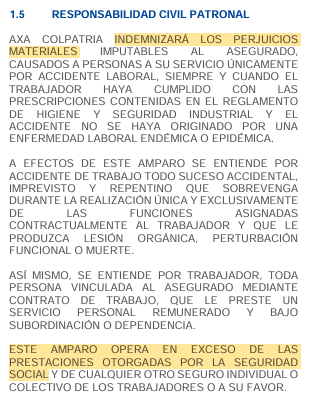 1.5 RESPONSABILIDAD CIVIL PATRONAL
AXA COLPATRIA INDEMNIZARÁ LOS PERJUICIOS
MATERIALES IMPUTABLES AL ASEGURADO,
CAUSADOS A PERSONAS A SU SERVICIO ÚNICAMENTE
POR ACCIDENTE LABORAL, SIEMPRE Y CUANDO EL
TRABAJADOR HAYA CUMPLIDO CON LAS
PRESCRIPCIONES CONTENIDAS EN EL REGLAMENTO
DE HIGIENE Y SEGURIDAD INDUSTRIAL Y EL
ACCIDENTE NO SE HAYA ORIGINADO POR UNA
ENFERMEDAD LABORAL ENDÉMICA O EPIDÉMICA.
A EFECTOS DE ESTE AMPARO SE ENTIENDE POR
ACCIDENTE DE TRABAJO TODO SUCESO ACCIDENTAL,
IMPREVISTO Y REPENTINO QUE SOBREVENGA
DURANTE LA REALIZACIÓN ÚNICA Y EXCLUSIVAMENTE
DE LAS FUNCIONES ASIGNADAS
CONTRACTUALMENTE AL TRABAJADOR Y QUE LE
PRODUZCA LESIÓN ORGÁNICA, PERTURBACIÓN
FUNCIONAL O MUERTE.
ASÍ MISMO, SE ENTIENDE POR TRABAJADOR, TODA
PERSONA VINCULADA AL ASEGURADO MEDIANTE
CONTRATO DE TRABAJO, QUE LE PRESTE UN
SERVICIO PERSONAL REMUNERADO Y BAJO
SUBORDINACIÓN O DEPENDENCIA.
ESTE AMPARO OPERA EN EXCESO DE LAS
PRESTACIONES OTORGADAS POR LA SEGURIDAD
SOCIAL Y DE CUALQUIER OTRO SEGURO INDIVIDUAL O
COLECTIVO DE LOS TRABAJADORES O A SU FAVOR.